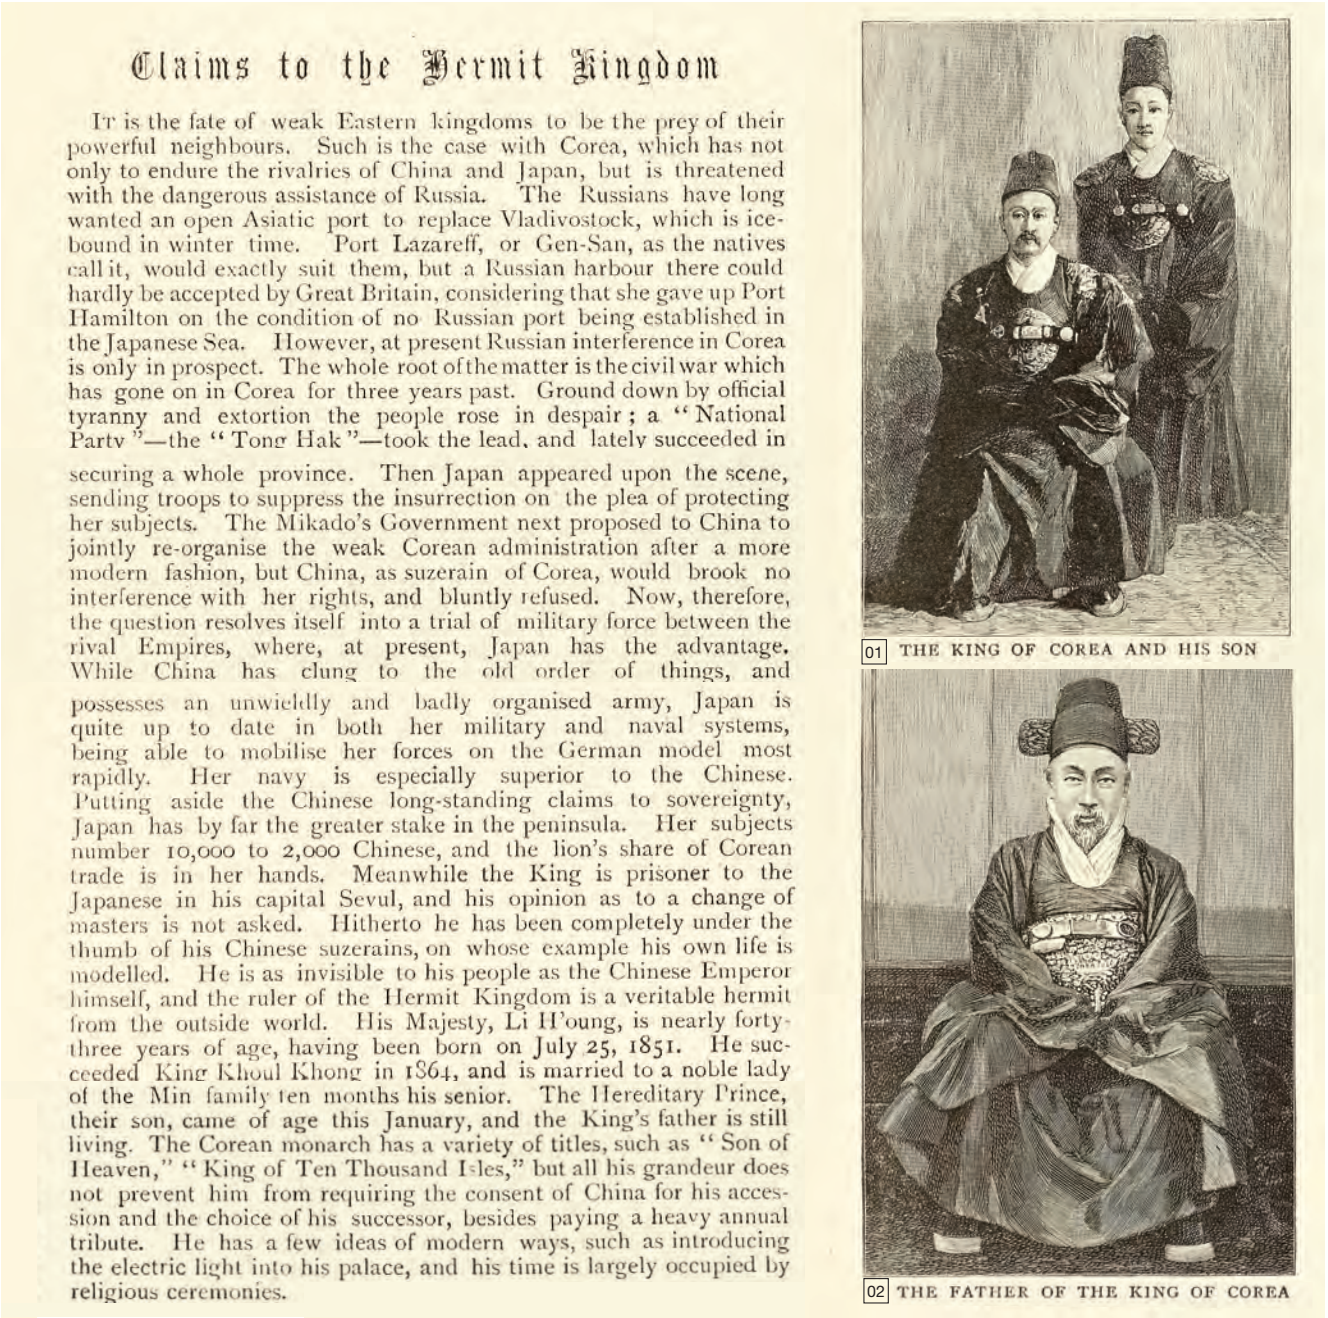 Claims to the Hermit Kingdom
IT is the fate of weak Eastern kingdoms to be the prey of their
powerful neighbours. Such is the case with Corea, which has not
only to endure the rivalries of China and Japan, but is threatened
with the dangerous assistance of Russia. The Russians have long
wanted an open Asiatic port to replace Vladivostock, which is ice-
bound in winter time. Port Lazareff, or Gen-San, as the natives
call it, would exactly suit them, but a Russian harbour there could
hardly be accepted by Great Britain, considering that she gave up Port
Hamilton on the condition of no Russian port being established in
the Japanese Sea. However, at present Russian interference in Corea
is only in prospect. The whole root of the matter is the civil war which
has gone on in Corea for three years past. Ground down by official
tyranny and extortion the people rose in despair; a "National
Party"—the "Tong Hak"—took the lead, and lately succeeded in
securing a whole province. Then Japan appeared upon the scene,
sending troops to suppress the insurrection on the plea of protecting
her subjects. The Mikado's Government next proposed to China to
jointly re-organise the weak Corean administration after a more
modern fashion, but China, as suzerain of Corea, would brook no
interference with her rights, and bluntly refused. Now, therefore,
the question resolves itself into a trial of military force between the
rival Empires, where, at present, Japan has the advantage.
While China has clung to the old order of things, and
possesses an unwieldly and badly organised army, Japan is
quite up to date in both her military and naval systems,
being able to mobilise her forces on the German model most
rapidly. Her navy is especially superior to the Chinese.
Putting aside the Chinese long-standing claims to sovereignty,
Japan has by far the greater stake in the peninsula. Her subjects
number 10,000 to 2,000 Chinese, and the lion's share of Corean
trade is in her hands. Meanwhile the King is prisoner to the
Japanese in his capital Sevul, and his opinion as to a change of
masters is not asked. Hitherto he has been completely under the
thumb of his Chinese suzerains, on whose example his own life is
modelled. He is as invisible to his people as the Chinese Emperor
himself, and the ruler of the Hermit Kingdom is a veritable hermit
from the outside world. His Majesty, Li H'oung, is nearly forty-
three years of age, having been born on July 25, 1851. He suc-
ceeded King Khoul Khong in 1864, and is married to a noble lady
of the Min family ten months his senior. The Hereditary Prince,
their son, came of age this January, and the King's father is still
living. The Corean monarch has a variety of titles, such as "Son of
Heaven," "King of Ten Thousand Isles," but all his grandeur does
not prevent him from requiring the consent of China for his acces-
sion and the choice of his successor, besides paying a heavy annual
tribute. He has a few ideas of modern ways, such as introducing
the electric light into his palace, and his time is largely occupied by
religious ceremonies.
01 THE KING OF COREA AND HIS SON
02 THE FATHER OF THE KING OF COREA